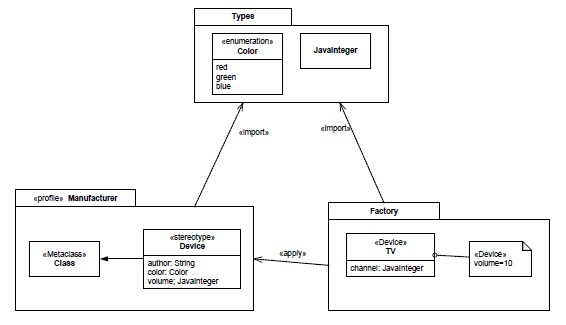 Types
«enumeration»
Color
red
green
blue
JavaInteger
«import»
«import»
«profile» Manufacturer
«Metaclass»
Class
«stereotype»
Device
author: String
color: Color
volume; JavaInteger
«apply»
Factory
«Device»
TV
channel: JavaInteger
«Device»
volume=10